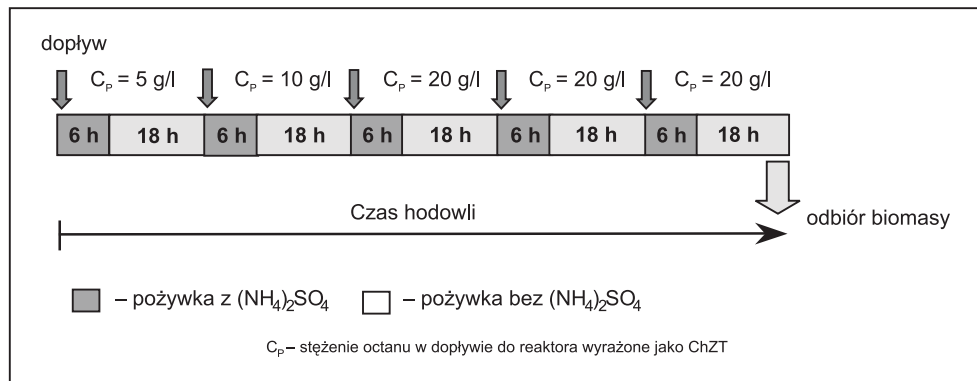 dopływ
C_P = 5 g/l C_P = 10 g/l C_P = 20 g/l C_P = 20 g/l C_P = 20 g/l
6 h 18 h 6 h 18 h 6 h 18 h 6 h 18 h 6 h 18 h
Czas hodowli
odbiór biomasy
– pożywka z (NH₄)₂SO₄ – pożywka bez (NH₄)₂SO₄
C_P – stężenie octanu w dopływie do reaktora wyrażone jako ChZT